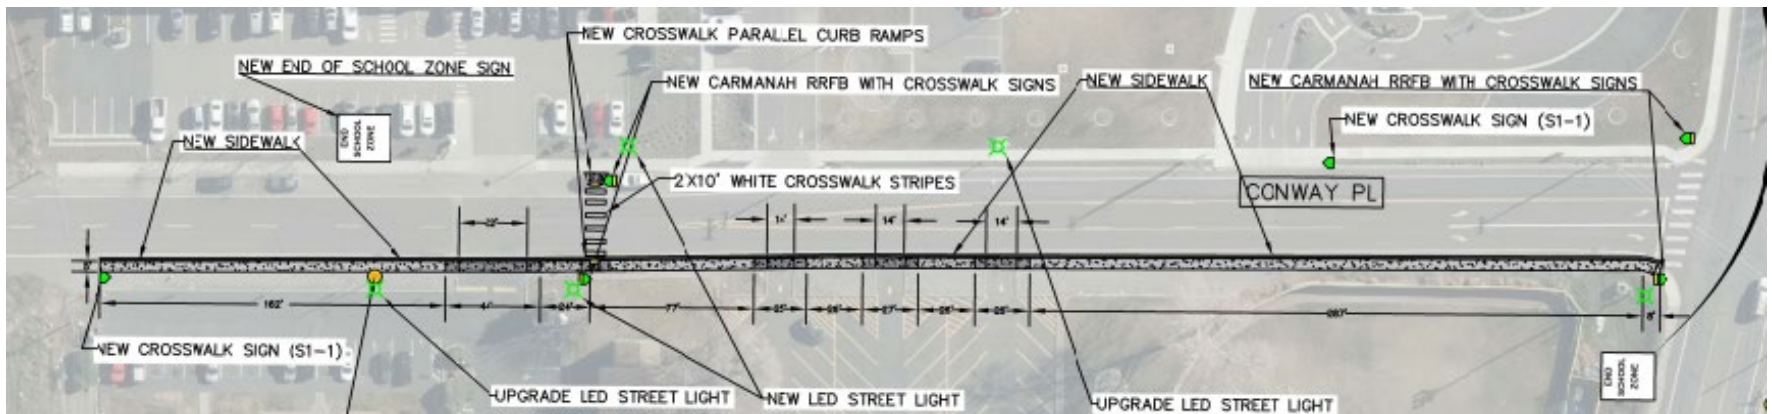 NEW CROSSWALK PARALLEL CURB RAMPS
NEW END OF SCHOOL ZONE SIGN
NEW CARMANAH RRFB WITH CROSSWALK SIGNS
NEW SIDEWALK
NEW CARMANAH RRFB WITH CROSSWALK SIGNS
NEW CROSSWALK SIGN (S1-1)
END
SCHOOL
ZONE
NEW SIDEWALK
2'X10' WHITE CROSSWALK STRIPES
CONWAY PL
14'
14'
162'
24'
77'
27'
8'
NEW CROSSWALK SIGN (S1-1)
UPGRADE LED STREET LIGHT
NEW LED STREET LIGHT
UPGRADE LED STREET LIGHT
END
SCHOOL
ZONE